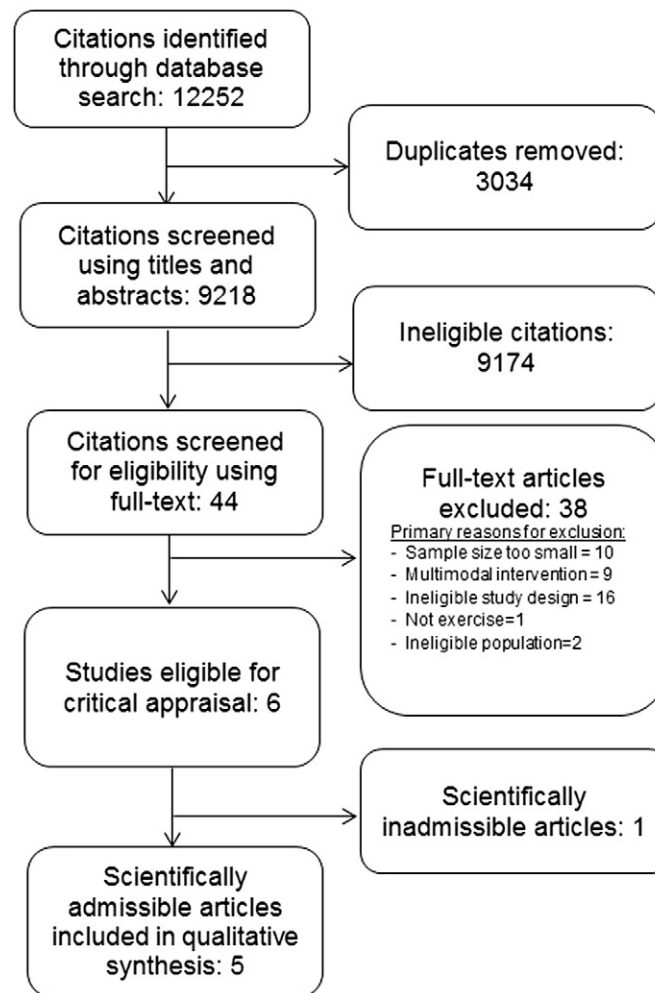 Citations identified
through database
search: 12252
Duplicates removed:
3034
Citations screened
using titles and
abstracts: 9218
Ineligible citations:
9174
Citations screened
for eligibility using
full-text: 44
Full-text articles
excluded: 38
Primary reasons for exclusion:
- Sample size too small = 10
- Multimodal intervention = 9
- Ineligible study design = 16
- Not exercise=1
- Ineligible population=2
Studies eligible for
critical appraisal: 6
Scientifically
inadmissible articles: 1
Scientifically
admissible articles
included in qualitative
synthesis: 5